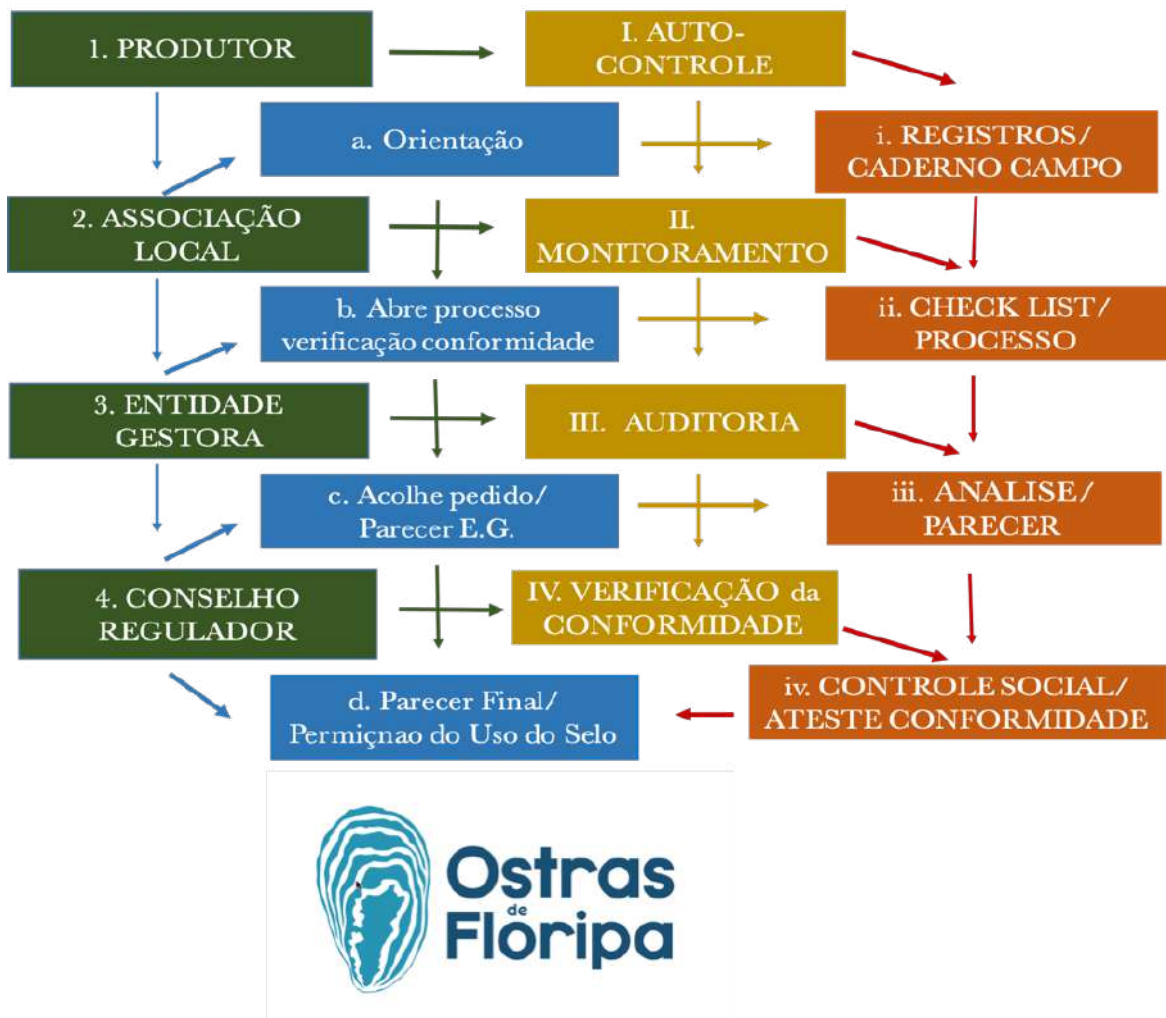 1. PRODUTOR
I. AUTO-
CONTROLE
a. Orientação
i. REGISTROS/
CADERNO CAMPO
2. ASSOCIAÇÃO
LOCAL
II.
MONITORAMENTO
b. Abre processo
verificação conformidade
ii. CHECK LIST/
PROCESSO
3. ENTIDADE
GESTORA
III. AUDITORIA
c. Acolhe pedido/
Parecer E.G.
iii. ANALISE/
PARECER
4. CONSELHO
REGULADOR
IV. VERIFICAÇÃO da
CONFORMIDADE
d. Parecer Final/
Permiçnao do Uso do Selo
iv. CONTROLE SOCIAL/
ATESTE CONFORMIDADE
Ostras
de
Floripa